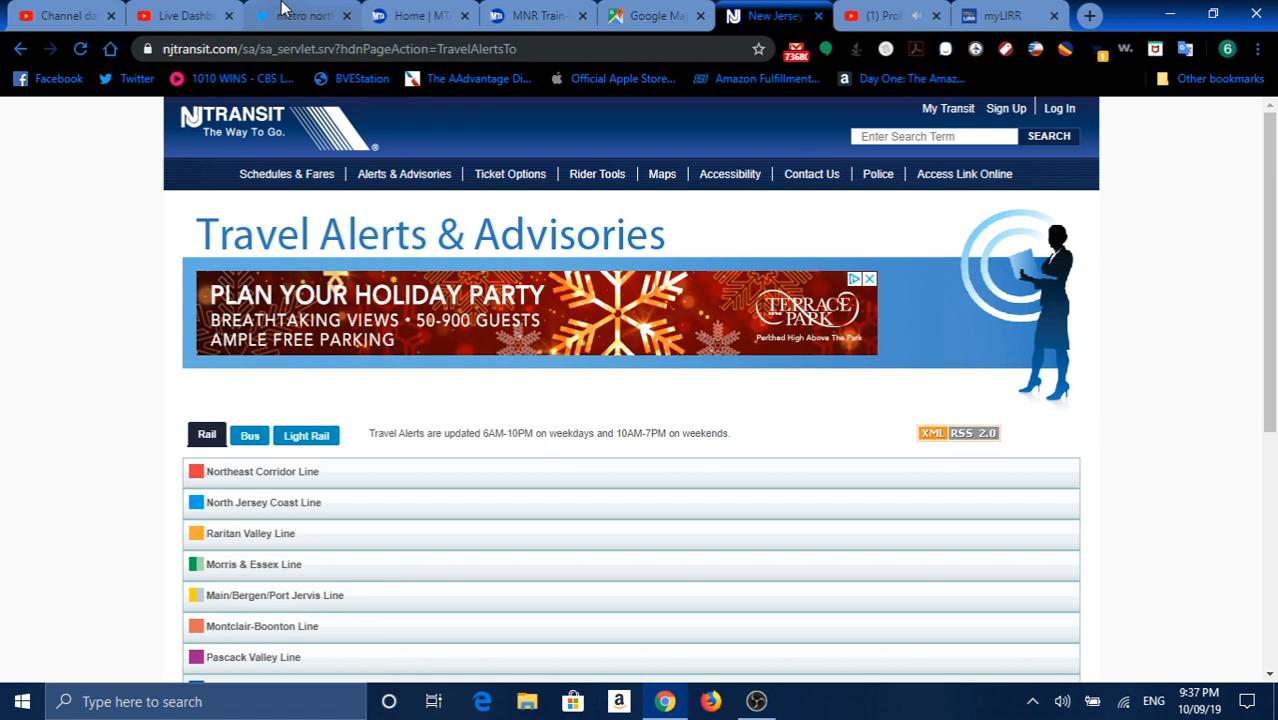 Channel da
Live Dashb
metro nort
Home | MTA
MNR Train-
Google Ma
New Jersey
(1) Pro
myLIRR
njtransit.com/sa/sa_servlet.srv?hdnPageAction=TravelAlertsTo
7368(
1
W.
6
Facebook
Twitter
1010 WINS - CBS L...
BVEStation
The AAdvantage Di...
Official Apple Store...
Amazon Fulfillment...
Day One: The Amaz...
Other bookmarks
NJTRANSIT
The Way To Go.
My Transit
Sign Up
Log In
Enter Search Term
SEARCH
Schedules & Fares
Alerts & Advisories
Ticket Options
Rider Tools
Maps
Accessibility
Contact Us
Police
Access Link Online
Travel Alerts & Advisories
PLAN YOUR HOLIDAY PARTY
BREATHTAKING VIEWS • 50-900 GUESTS
AMPLE FREE PARKING
TERRACE
ON THE
PARK
Perched High Above The Park
Rail
Bus
Light Rail
Travel Alerts are updated 6AM-10PM on weekdays and 10AM-7PM on weekends.
XML RSS 2.0
Northeast Corridor Line
North Jersey Coast Line
Raritan Valley Line
Morris & Essex Line
Main/Bergen/Port Jervis Line
Montclair-Boonton Line
Pascack Valley Line
Type here to search
ENG
9:37 PM
10/09/19